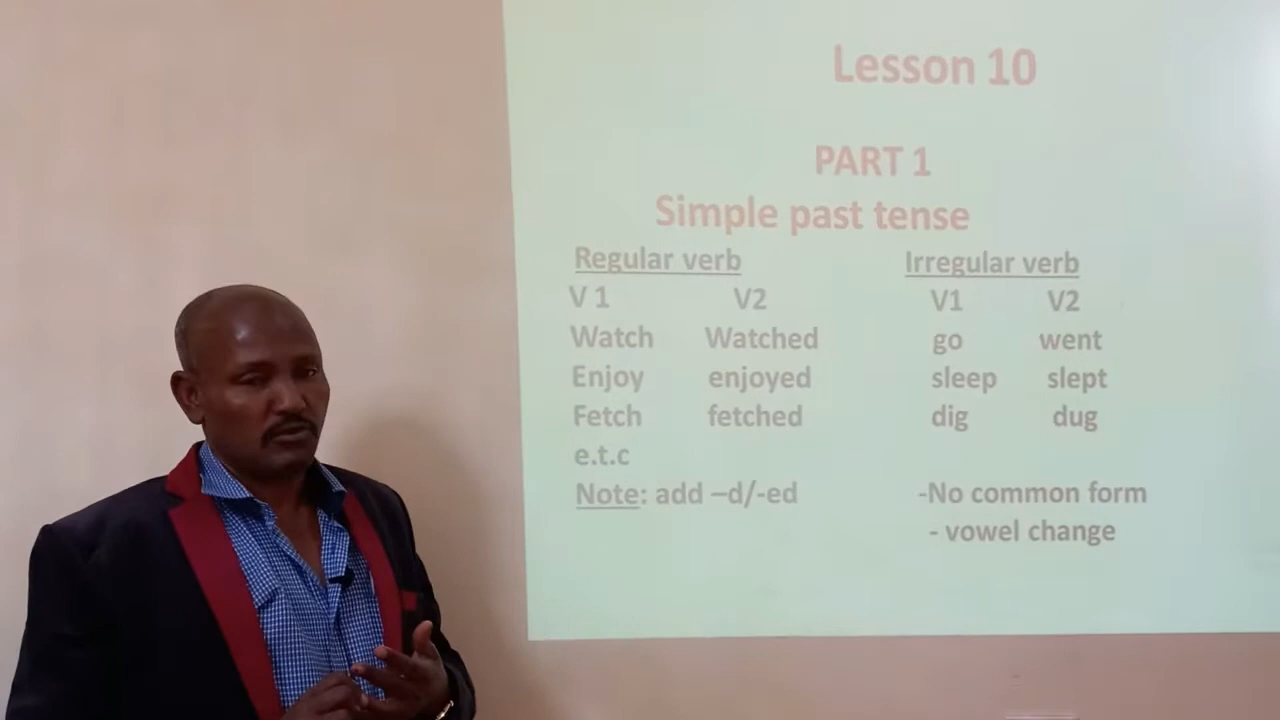 Lesson 10
PART 1
Simple past tense
Regular verb Irregular verb
V 1 V2 V1 V2
Watch Watched go went
Enjoy enjoyed sleep slept
Fetch fetched dig dug
e.t.c
Note: add –d/-ed -No common form
- vowel change